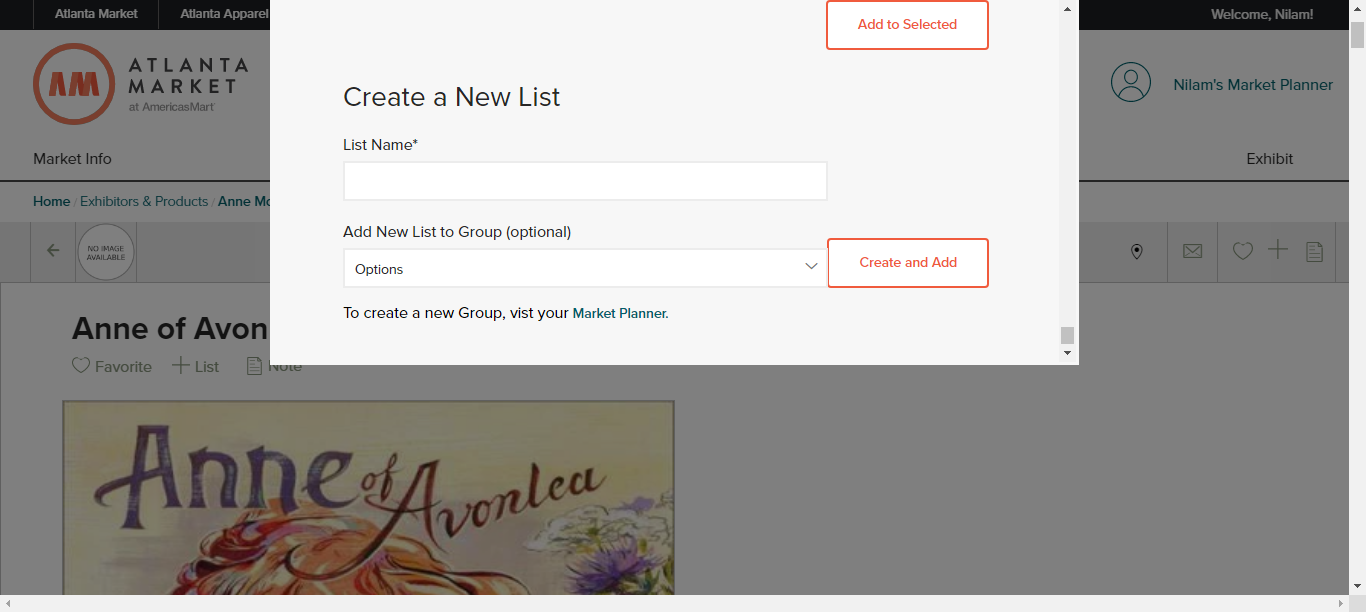 Atlanta Market
Atlanta Apparel
Welcome, Nilam!
ATLANTA
MARKET
at AmericasMart
Nilam's Market Planner
Market Info
Exhibit
Home / Exhibitors & Products / Anne
NO IMAGE
AVAILABLE
Add to Selected
Create a New List
List Name*
Add New List to Group (optional)
Options
Create and Add
To create a new Group, vist your Market Planner.
Anne of Avon
Favorite
List
Note
Anne of Avonlea